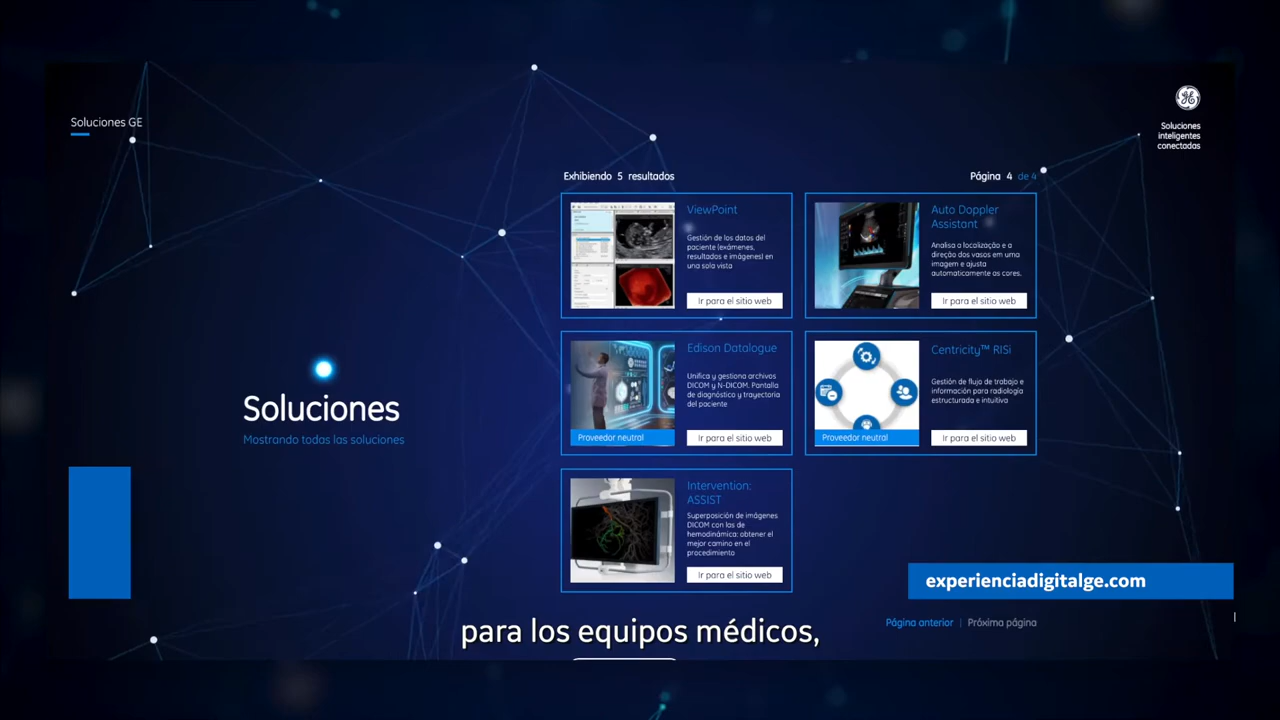 Soluciones GE
Soluciones
inteligentes
conectadas
Exhibiendo 5 resultados
Página 4 de 4
ViewPoint
Gestión de los datos del
paciente (exámenes,
resultados e imágenes) en
una sola vista
Ir para el sitio web
Auto Doppler
Assistant
Analisa a localização e a
direção dos vasos em uma
imagem e ajusta
automaticamente as cores.
Ir para el sitio web
Edison Datalogue
Unifica y gestiona archivos
DICOM y N-DICOM. Pantalla
de diagnóstico y trayectoria
del paciente
Proveedor neutral
Ir para el sitio web
Centricity™ RISi
Gestión de flujo de trabajo e
información para radiología
estructurada e intuitiva
Proveedor neutral
Ir para el sitio web
Soluciones
Mostrando todas las soluciones
Intervention:
ASSIST
Superposición de imágenes
DICOM con las de
hemodinámica: obtener el
mejor camino en el
procedimiento
Ir para el sitio web
experienciadigitalge.com
Página anterior | Próxima página
para los equipos médicos,